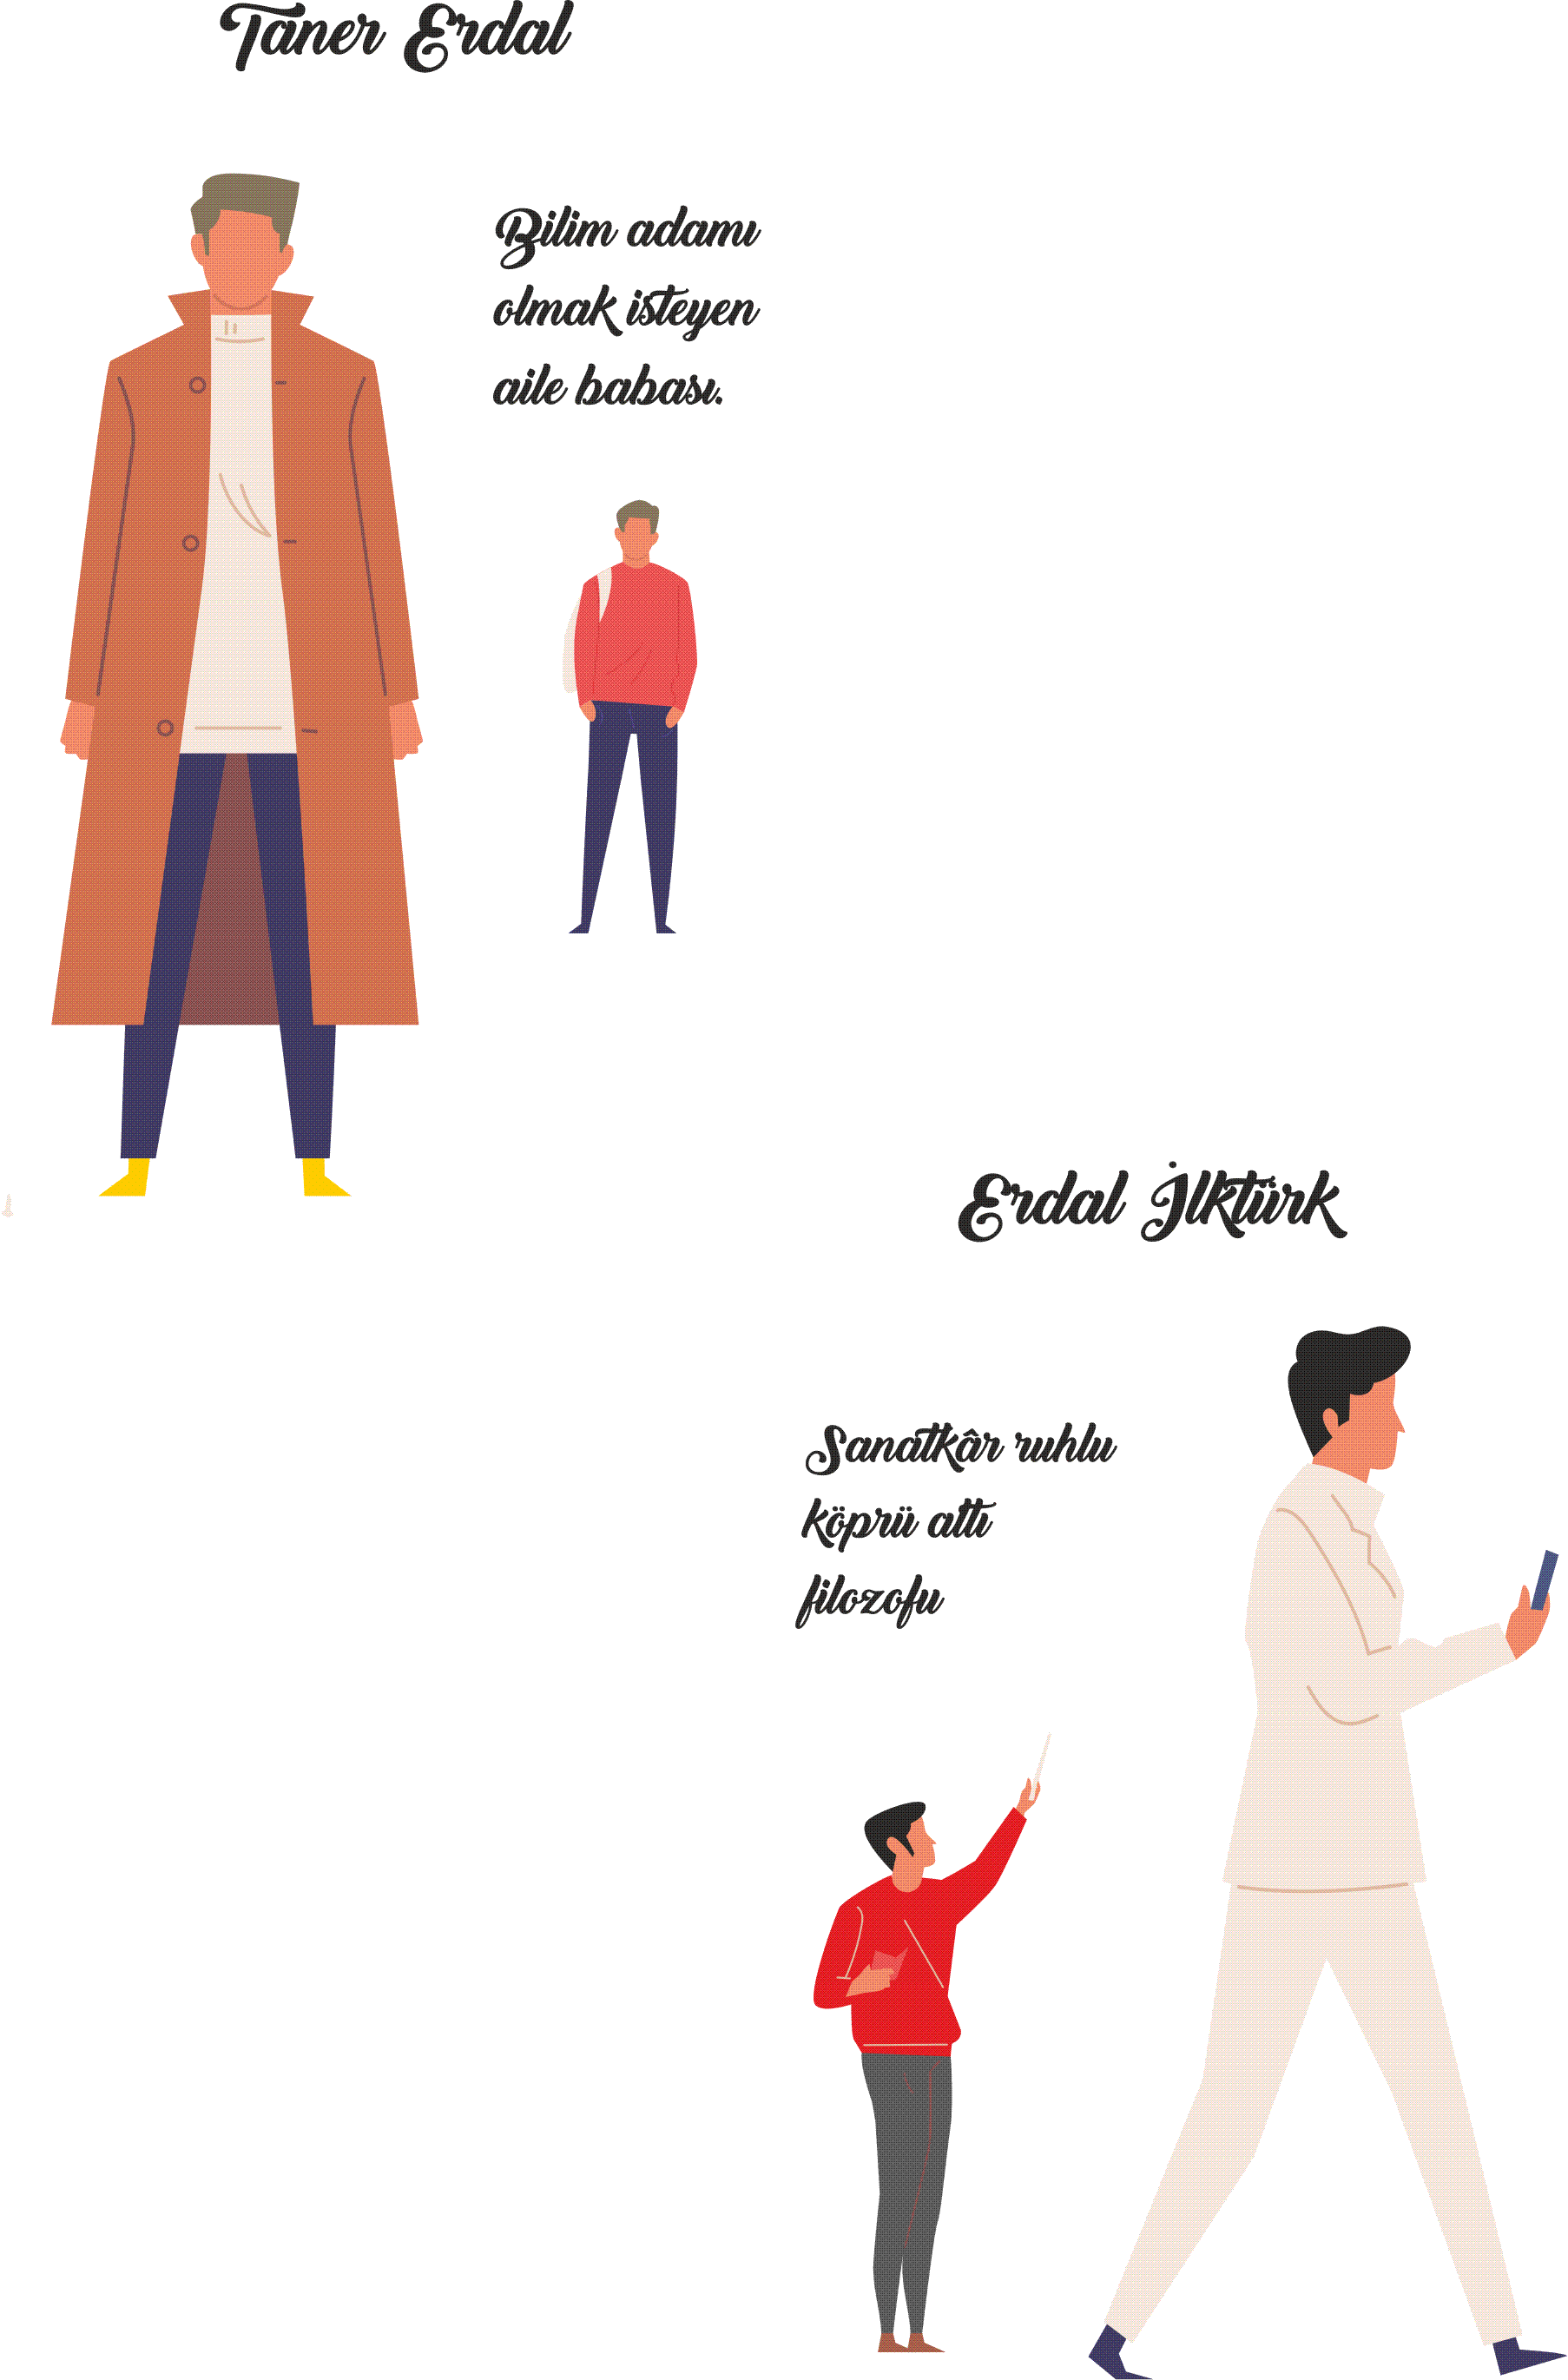 Taner Erdal
Bilim adamı
olmak isteyen
aile babası.
Erdal İlktürk
Sanatkâr ruhlu
köprü altı
filozofu